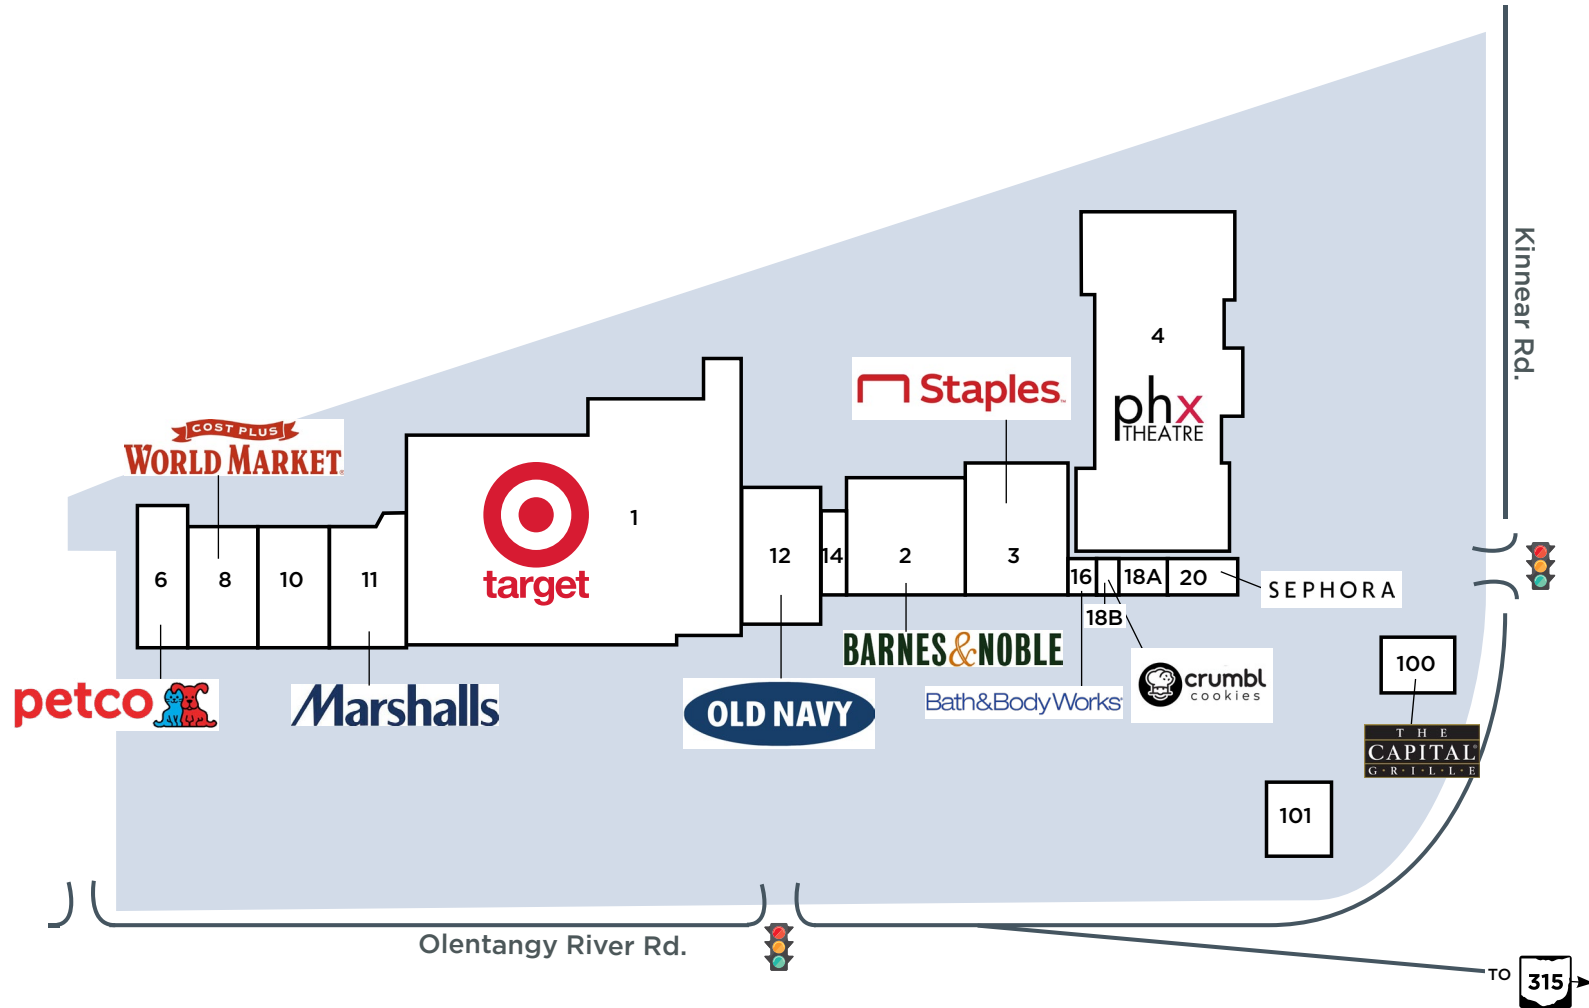 Kinnear Rd.
4
phx
THEATRE
Staples
COST PLUS
WORLD MARKET
target
1
6
8
10
11
12
14
2
3
16
18A
20
18B
SEPHORA
BARNES&NOBLE
petco
Marshalls
OLD NAVY
Bath&BodyWorks
crumbl
cookies
100
THE
CAPITAL
G·R·I·L·L·E
101
Olentangy River Rd.
TO
315